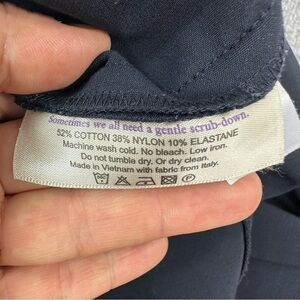 Sometimes we all need a gentle scrub-down.
52% COTTON 38% NYLON 10% ELASTANE
Machine wash cold. No bleach. Low iron.
Do not tumble dry. Or dry clean.
Made in Vietnam with fabric from Italy.